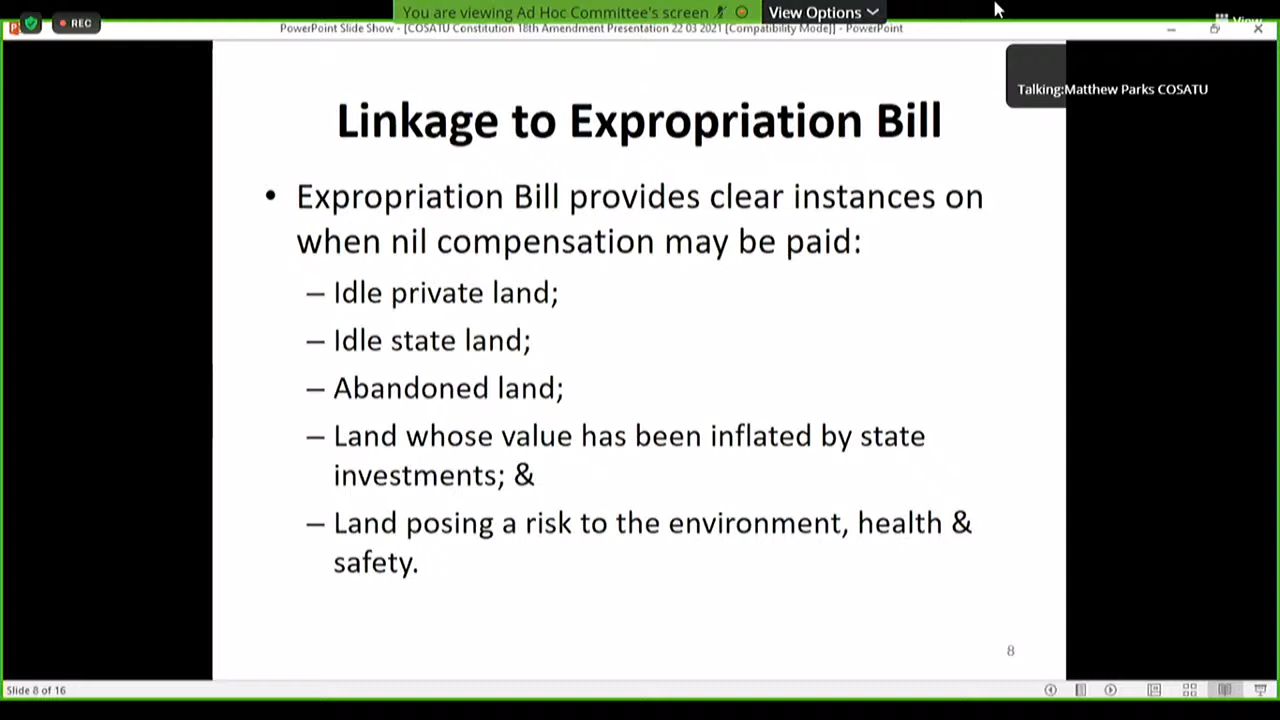 You are viewing Ad Hoc Committee's screen
View Options
REC
View
PowerPoint Slide Show - [COSATU Constitution 18th Amendment Presentation 22 03 2021 [Compatibility Mode]] - PowerPoint
Talking:Matthew Parks COSATU
Linkage to Expropriation Bill
• Expropriation Bill provides clear instances on
when nil compensation may be paid:
– Idle private land;
– Idle state land;
– Abandoned land;
– Land whose value has been inflated by state
investments; &
– Land posing a risk to the environment, health &
safety.
8
Slide 8 of 16